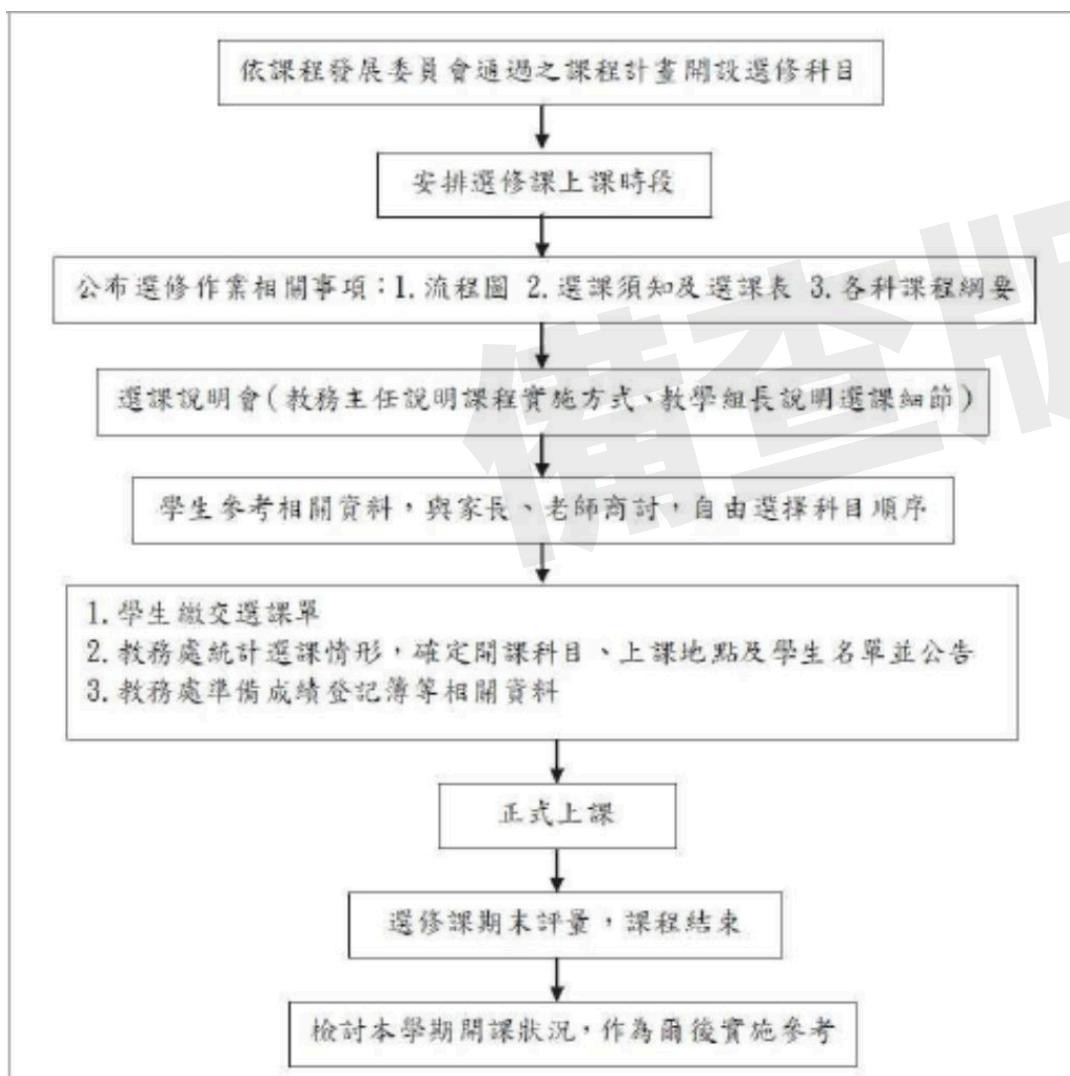 依課程發展委員會通過之課程計畫開設選修科目
安排選修課上課時段
公布選修作業相關事項：1. 流程圖 2. 選課須知及選課表 3. 各科課程綱要
選課說明會(教務主任說明課程實施方式、教學組長說明選課細節)
學生參考相關資料，與家長、老師商討，自由選擇科目順序
1. 學生繳交選課單
2. 教務處統計選課情形，確定開課科目、上課地點及學生名單並公告
3. 教務處準備成績登記簿等相關資料
正式上課
選修課期末評量，課程結束
檢討本學期開課狀況，作為爾後實施參考
備查版